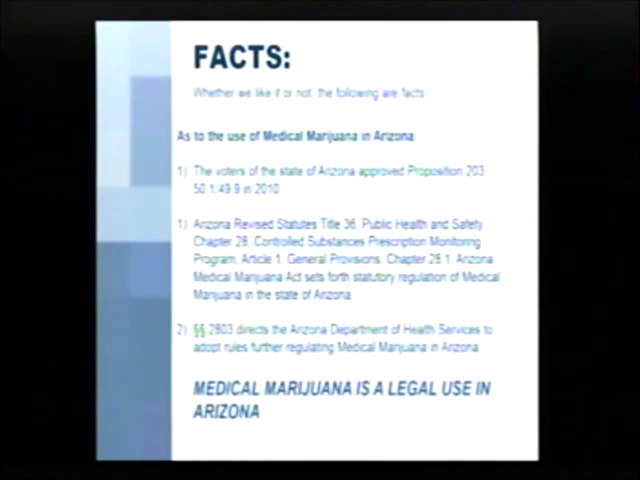 FACTS:
Whether we like it or not, the following are facts
As to the use of Medical Marijuana in Arizona
1) The voters of the state of Arizona approved Proposition 203
50.1:49.9 in 2010
1) Arizona Revised Statutes Title 36, Public Health and Safety
Chapter 28, Controlled Substances Prescription Monitoring
Program, Article 1, General Provisions, Chapter 28.1, Arizona
Medical Marijuana Act sets forth statutory regulation of Medical
Marijuana in the state of Arizona
2) §§ 2803 directs the Arizona Department of Health Services to
adopt rules further regulating Medical Marijuana in Arizona
MEDICAL MARIJUANA IS A LEGAL USE IN
ARIZONA